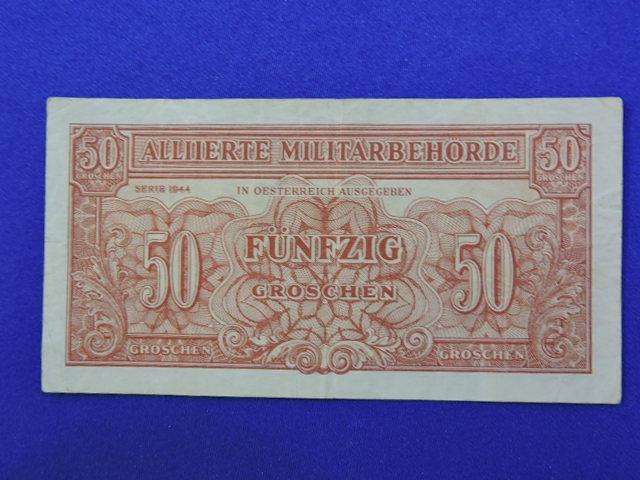 50 ALLIIERTE MILITÄRBEHÖRDE 50
GROSCHEN GROSCHEN
SERIE 1944 IN OESTERREICH AUSGEGEBEN
50 FÜNFZIG 50
GROSCHEN
GROSCHEN GROSCHEN